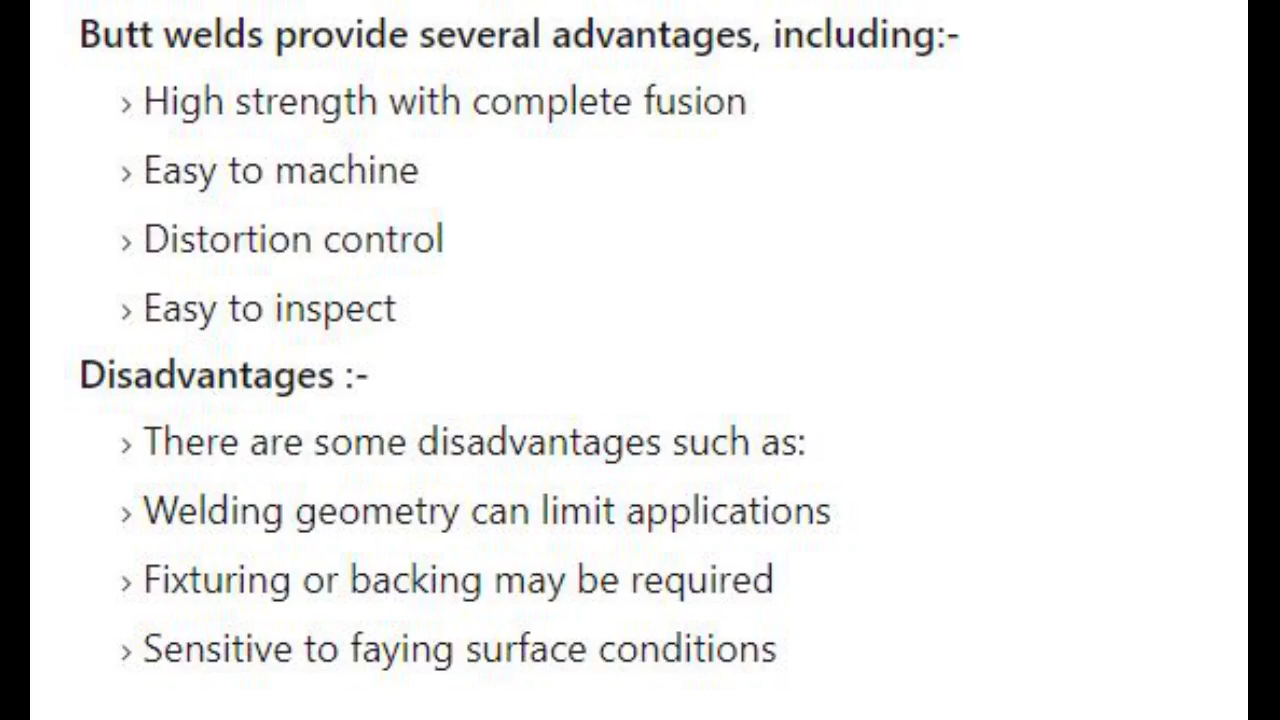 Butt welds provide several advantages, including:-
› High strength with complete fusion
› Easy to machine
› Distortion control
› Easy to inspect
Disadvantages :-
› There are some disadvantages such as:
› Welding geometry can limit applications
› Fixturing or backing may be required
› Sensitive to faying surface conditions